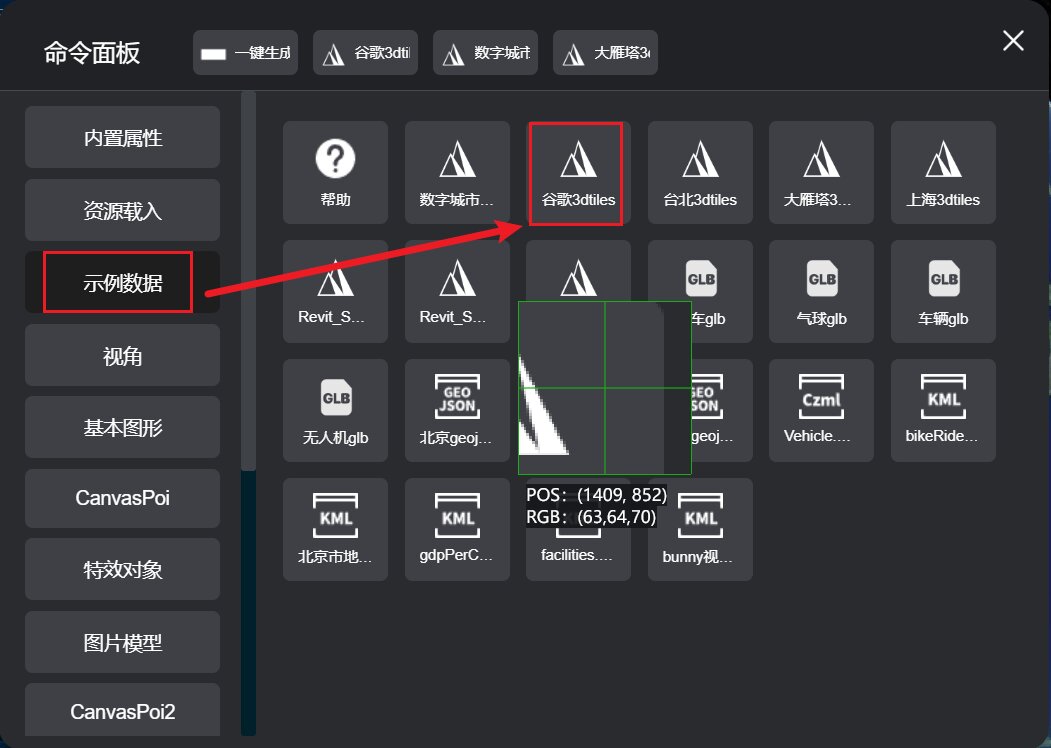 命令面板
一键生成
谷歌3dtil
数字城市
大雁塔3d
内置属性
资源载入
示例数据
视角
基本图形
CanvasPoi
特效对象
图片模型
CanvasPoi2
帮助
数字城市...
谷歌3dtiles
台北3dtiles
大雁塔3...
上海3dtiles
Revit_S...
Revit_S...
GLB
车glb
GLB
气球glb
GLB
车辆glb
GLB
无人机glb
GEO
JSON
北京geoj...
GEO
SON
geoj...
Czml
Vehicle....
KML
bikeRide...
POS: (1409, 852)
RGB: (63,64,70)
KML
北京市地...
KML
gdpPerC...
facilities....
KML
bunny视...